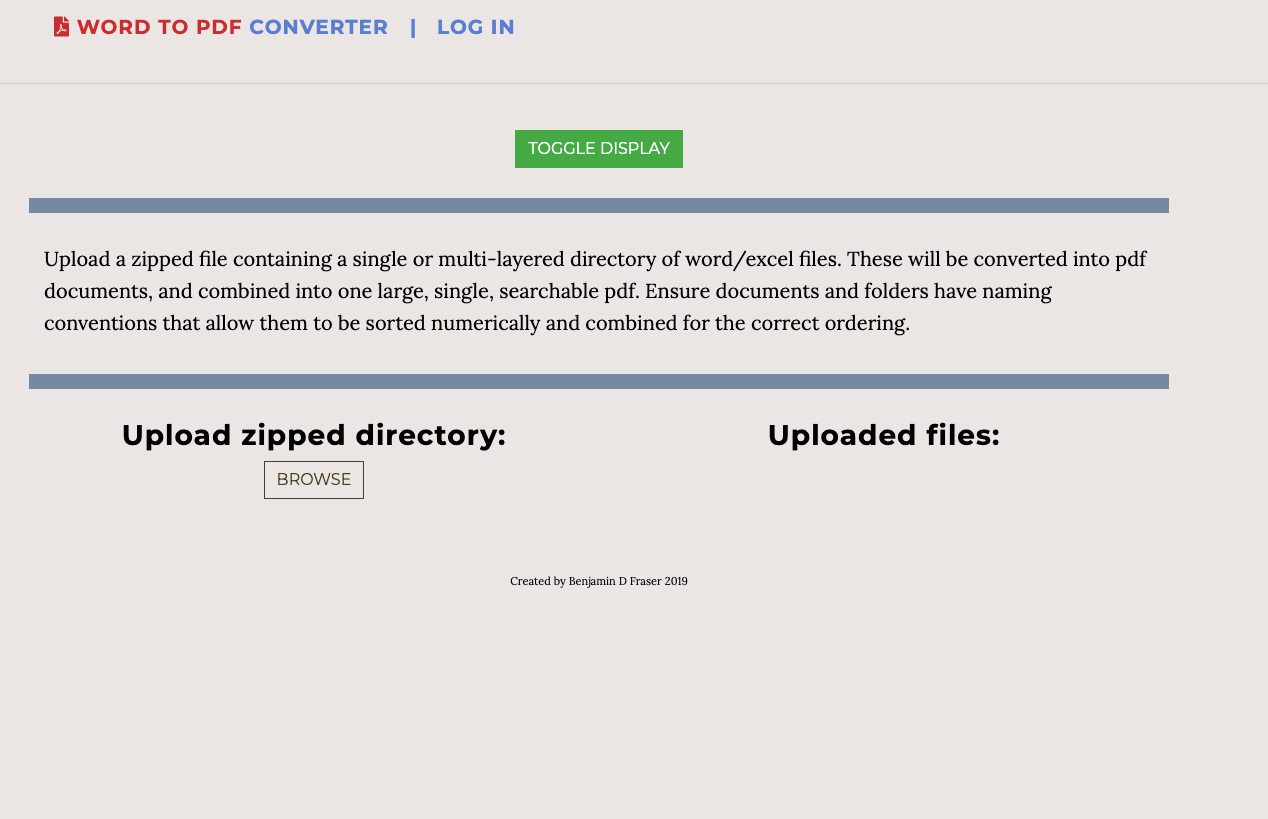 WORD TO PDF CONVERTER | LOG IN
TOGGLE DISPLAY
Upload a zipped file containing a single or multi-layered directory of word/excel files. These will be converted into pdf
documents, and combined into one large, single, searchable pdf. Ensure documents and folders have naming
conventions that allow them to be sorted numerically and combined for the correct ordering.
Upload zipped directory:
BROWSE
Uploaded files:
Created by Benjamin D Fraser 2019